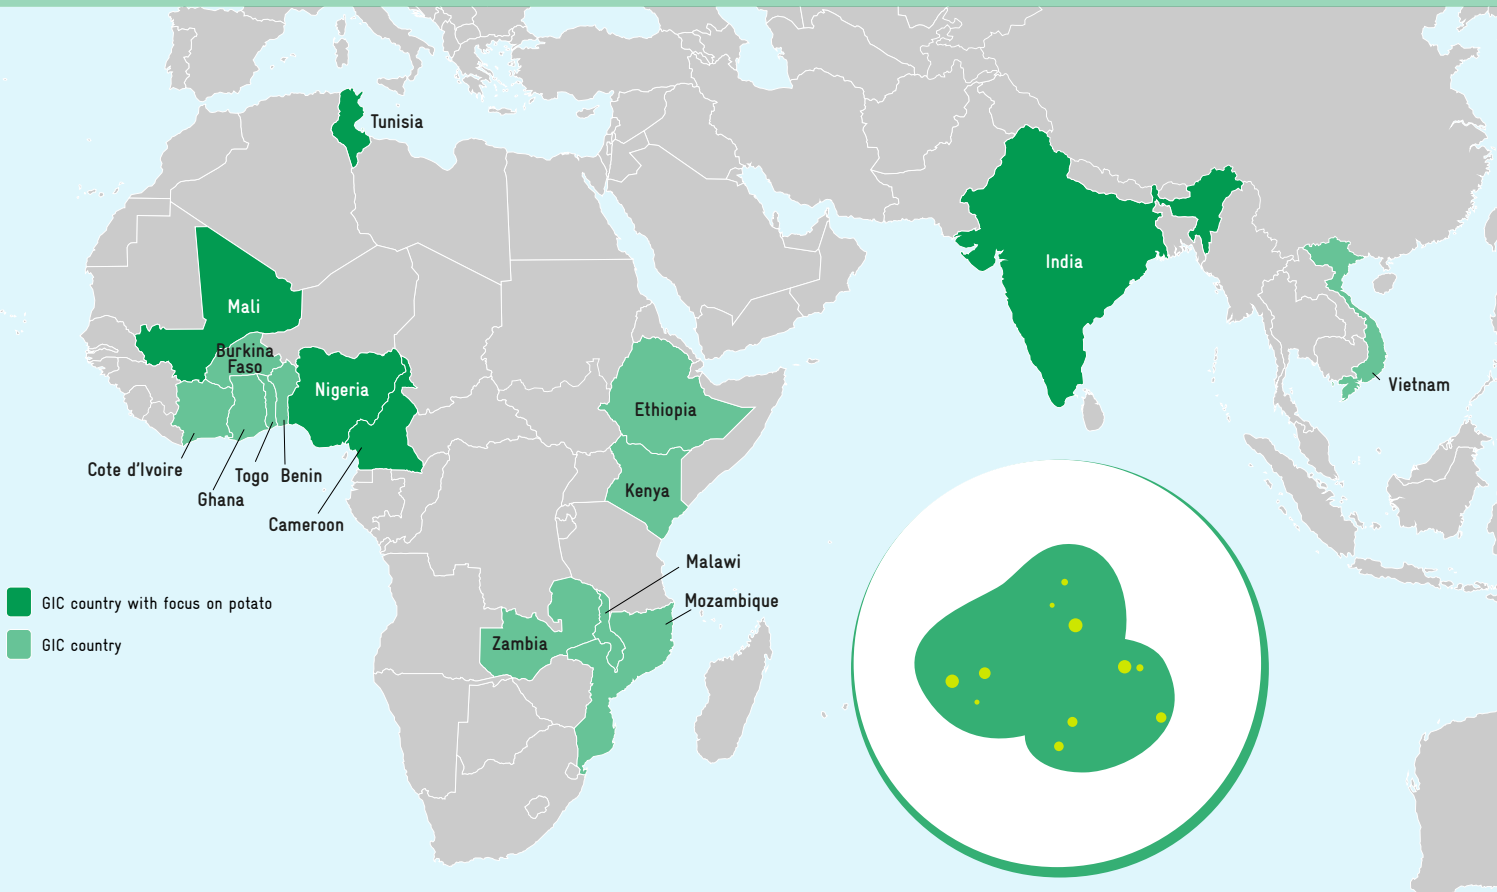 Tunisia
India
Mali
Burkina
Faso
Nigeria
Vietnam
Ethiopia
Cote d'Ivoire
Togo
Benin
Ghana
Kenya
Cameroon
Malawi
Mozambique
GIC country with focus on potato
Zambia
GIC country